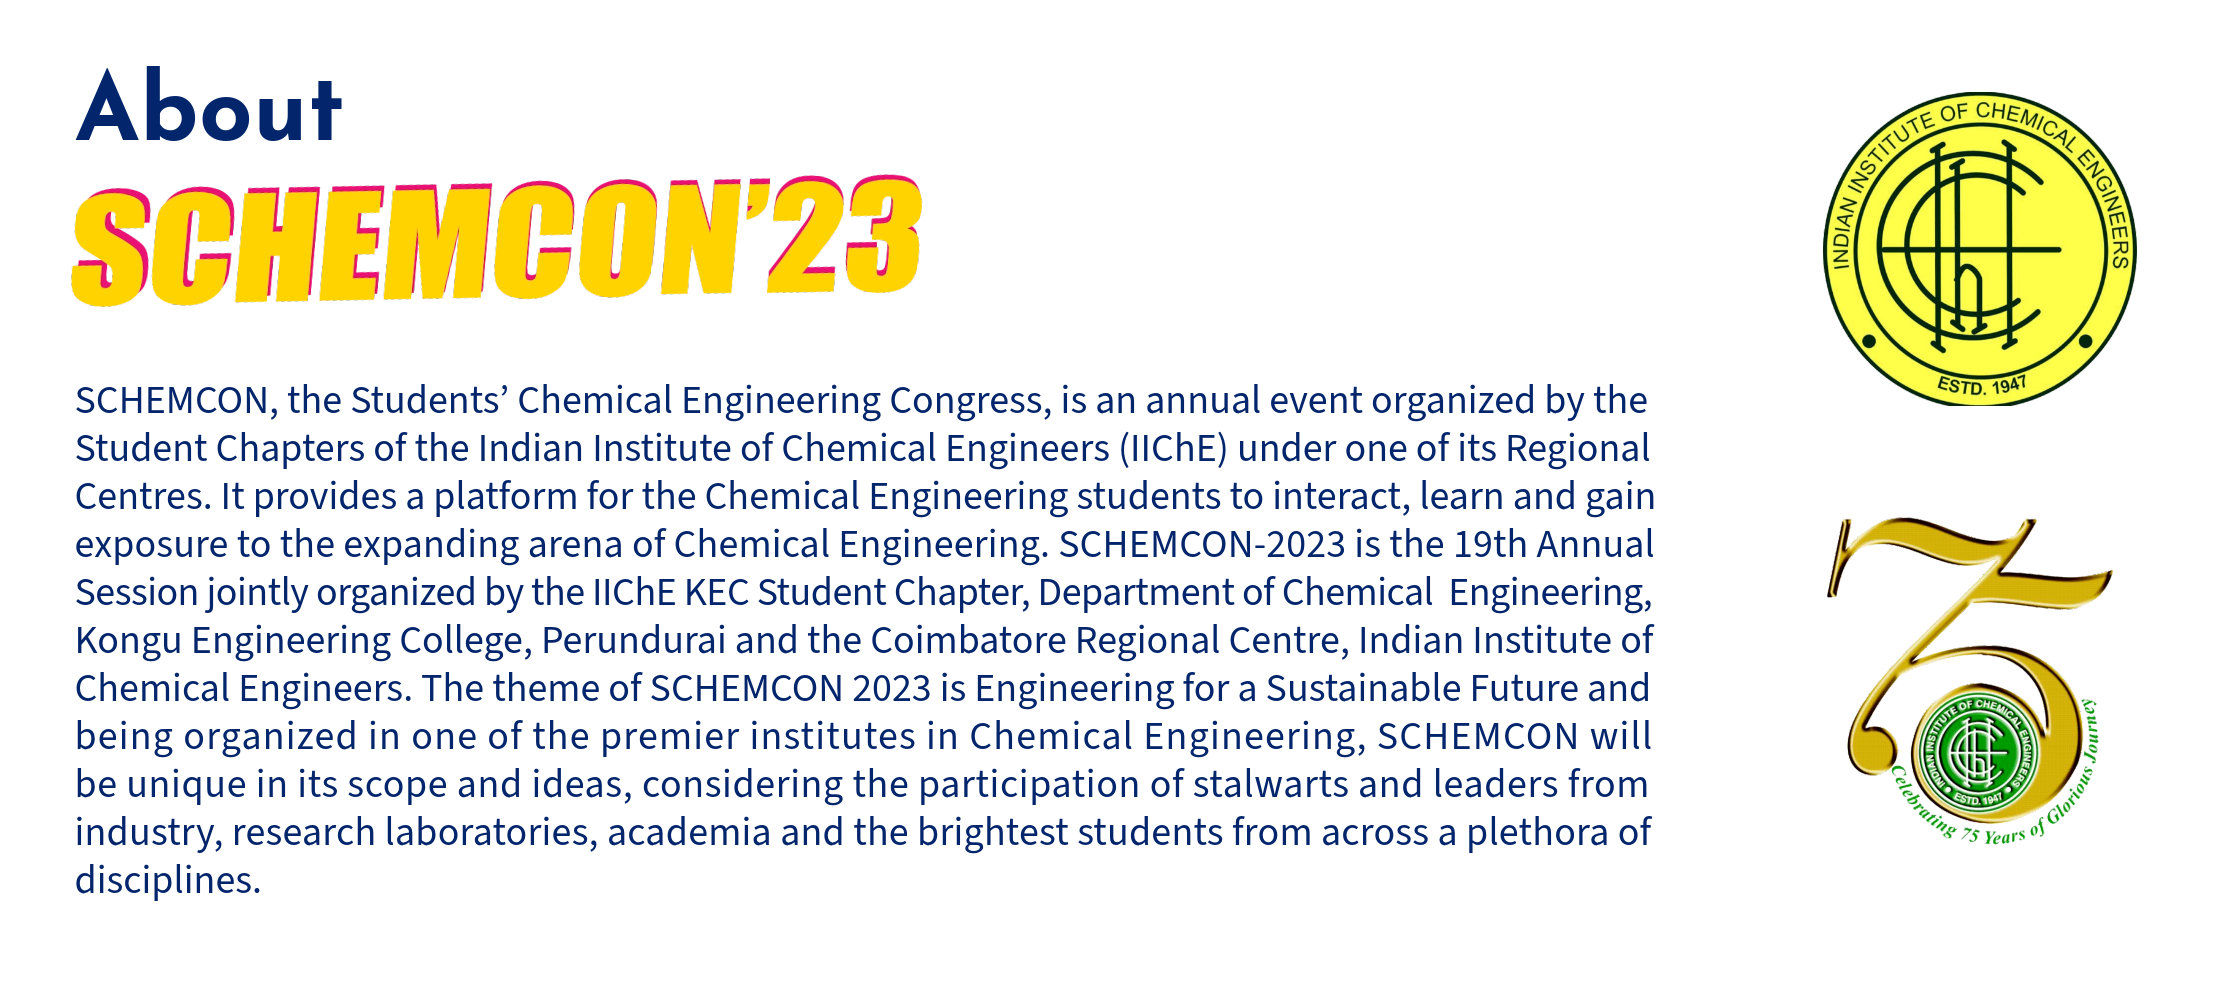 About
SCHEMCON’23
SCHEMCON, the Students’ Chemical Engineering Congress, is an annual event organized by the
Student Chapters of the Indian Institute of Chemical Engineers (IIChE) under one of its Regional
Centres. It provides a platform for the Chemical Engineering students to interact, learn and gain
exposure to the expanding arena of Chemical Engineering. SCHEMCON-2023 is the 19th Annual
Session jointly organized by the IIChE KEC Student Chapter, Department of Chemical Engineering,
Kongu Engineering College, Perundurai and the Coimbatore Regional Centre, Indian Institute of
Chemical Engineers. The theme of SCHEMCON 2023 is Engineering for a Sustainable Future and
being organized in one of the premier institutes in Chemical Engineering, SCHEMCON will
be unique in its scope and ideas, considering the participation of stalwarts and leaders from
industry, research laboratories, academia and the brightest students from across a plethora of
disciplines.
INDIAN INSTITUTE OF CHEMICAL ENGINEERS
ESTD. 1947
75
INDIAN INSTITUTE OF CHEMICAL ENGINEERS
ESTD. 1947
Celebrating 75 Years of Glorious Journey